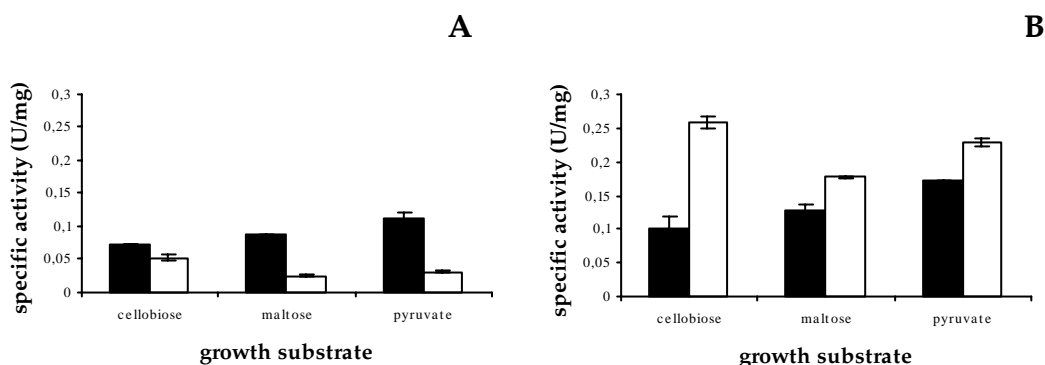 A
specific activity (U/mg)
0,3
0,25
0,2
0,15
0,1
0,05
0
cellobiose maltose pyruvate
growth substrate
B
specific activity (U/mg)
0,3
0,25
0,2
0,15
0,1
0,05
0
cellobiose maltose pyruvate
growth substrate